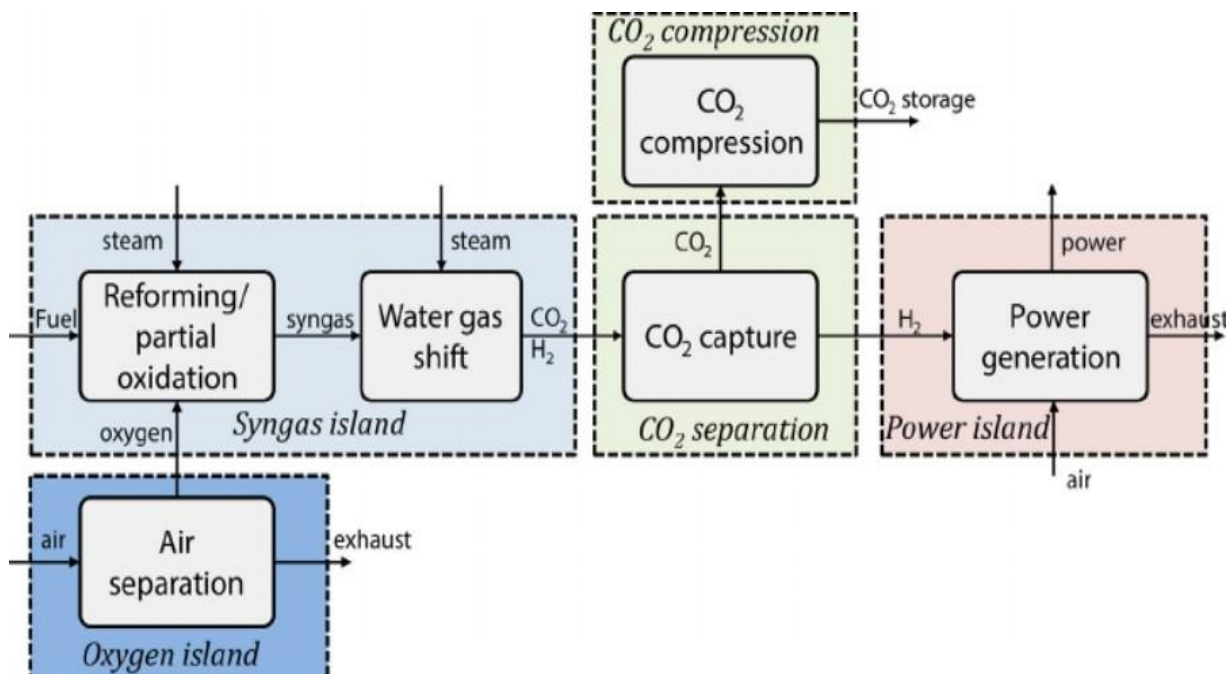 CO₂ compression
CO₂
compression
CO₂ storage
steam
steam
CO₂
power
Fuel
Reforming/
partial
oxidation
syngas
Water gas
shift
CO₂
H₂
CO₂ capture
H₂
Power
generation
exhaust
oxygen
Syngas island
CO₂ separation
Power island
air
air
Air
separation
exhaust
Oxygen island